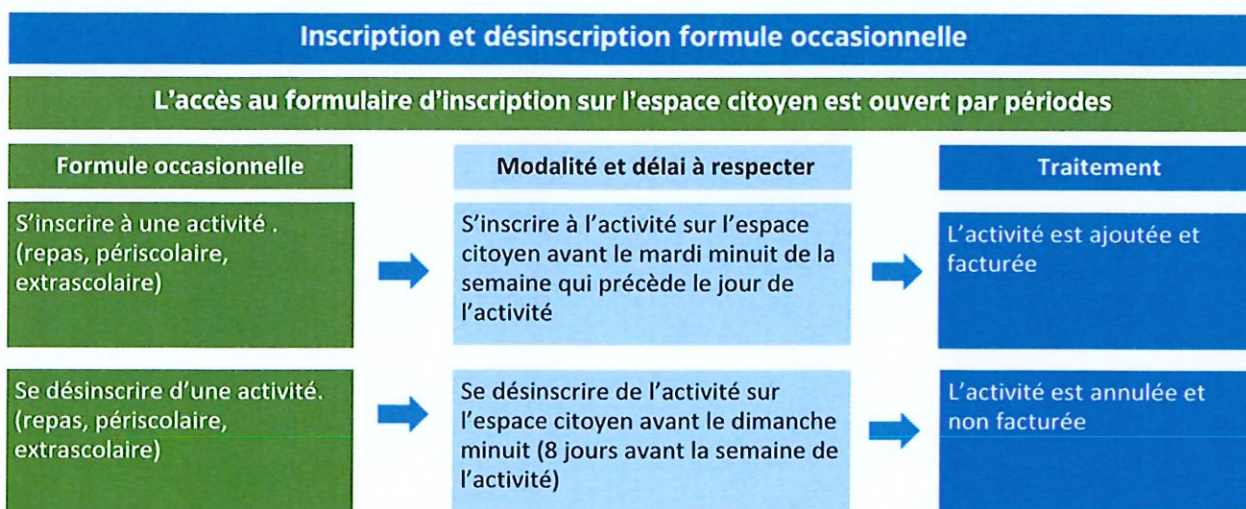 Inscription et désinscription formule occasionnelle
L'accès au formulaire d'inscription sur l'espace citoyen est ouvert par périodes
Formule occasionnelle
Modalité et délai à respecter
Traitement
S'inscrire à une activité .
(repas, périscolaire,
extrascolaire)
S'inscrire à l'activité sur l'espace
citoyen avant le mardi minuit de la
semaine qui précède le jour de
l'activité
L'activité est ajoutée et
facturée
Se désinscrire d'une activité.
(repas, périscolaire,
extrascolaire)
Se désinscrire de l'activité sur
l'espace citoyen avant le dimanche
minuit (8 jours avant la semaine de
l'activité)
L'activité est annulée et
non facturée